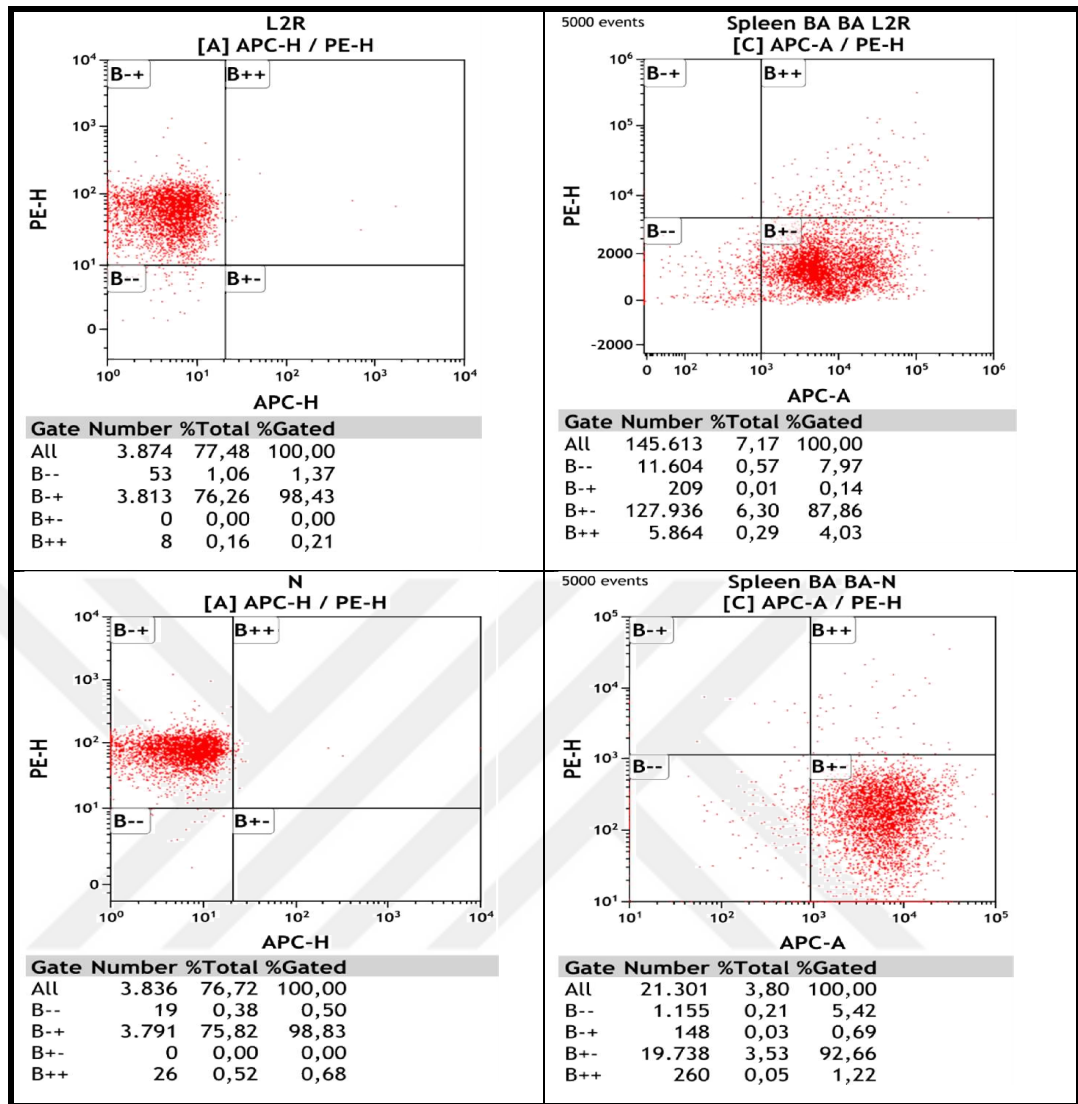 L2R
[A] APC-H / PE-H
10⁴
B-+
B++
10³
PE-H
10²
10¹
B--
B+-
0
10⁰ 10¹ 10² 10³ 10⁴
APC-H
Gate Number %Total %Gated
All 3.874 77,48 100,00
B-- 53 1,06 1,37
B-+ 3.813 76,26 98,43
B+- 0 0,00 0,00
B++ 8 0,16 0,21
5000 events
Spleen BA BA L2R
[C] APC-A / PE-H
10⁶
B-+
B++
10⁵
PE-H
10⁴
B--
B+-
2000
0
-2000
0 10² 10³ 10⁴ 10⁵ 10⁶
APC-A
Gate Number %Total %Gated
All 145.613 7,17 100,00
B-- 11.604 0,57 7,97
B-+ 209 0,01 0,14
B+- 127.936 6,30 87,86
B++ 5.864 0,29 4,03
N
[A] APC-H / PE-H
10⁴
B-+
B++
10³
PE-H
10²
10¹
B--
B+-
0
10⁰ 10¹ 10² 10³ 10⁴
APC-H
Gate Number %Total %Gated
All 3.836 76,72 100,00
B-- 19 0,38 0,50
B-+ 3.791 75,82 98,83
B+- 0 0,00 0,00
B++ 26 0,52 0,68
5000 events
Spleen BA BA-N
[C] APC-A / PE-H
10⁵
B-+
B++
10⁴
PE-H
10³
B--
B+-
10²
10¹
10¹ 10² 10³ 10⁴ 10⁵
APC-A
Gate Number %Total %Gated
All 21.301 3,80 100,00
B-- 1.155 0,21 5,42
B-+ 148 0,03 0,69
B+- 19.738 3,53 92,66
B++ 260 0,05 1,22